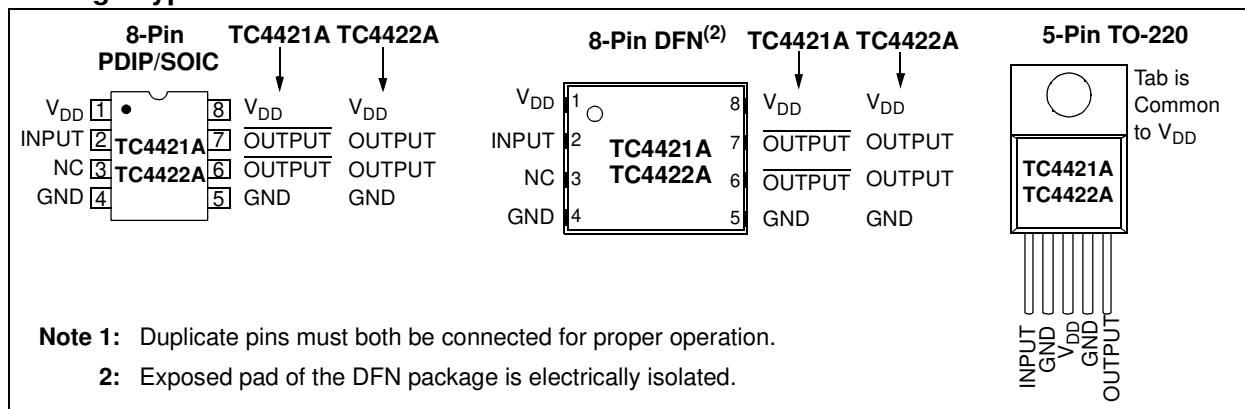 8-Pin
PDIP/SOIC
TC4421A TC4422A
VDD 1 8 VDD VDD
INPUT 2 7 OUTPUT OUTPUT
NC 3 6 OUTPUT OUTPUT
GND 4 5 GND GND
TC4421A
TC4422A
8-Pin DFN(2)
TC4421A TC4422A
VDD 1 8 VDD VDD
INPUT 2 7 OUTPUT OUTPUT
NC 3 6 OUTPUT OUTPUT
GND 4 5 GND GND
TC4421A
TC4422A
5-Pin TO-220
Tab is
Common
to VDD
TC4421A
TC4422A
INPUT
GND
VDD
GND
OUTPUT
Note 1: Duplicate pins must both be connected for proper operation.
2: Exposed pad of the DFN package is electrically isolated.